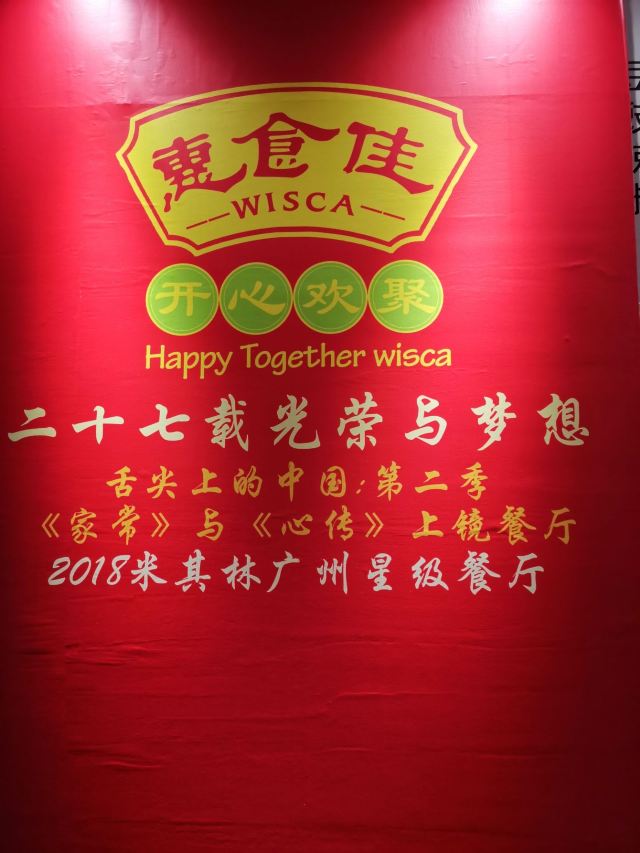 惠食佳
WISCA
开心欢聚
Happy Together wisca
二十七载光荣与梦想
舌尖上的中国:第二季
《家常》与《心传》上镜餐厅
2018米其林广州星级餐厅